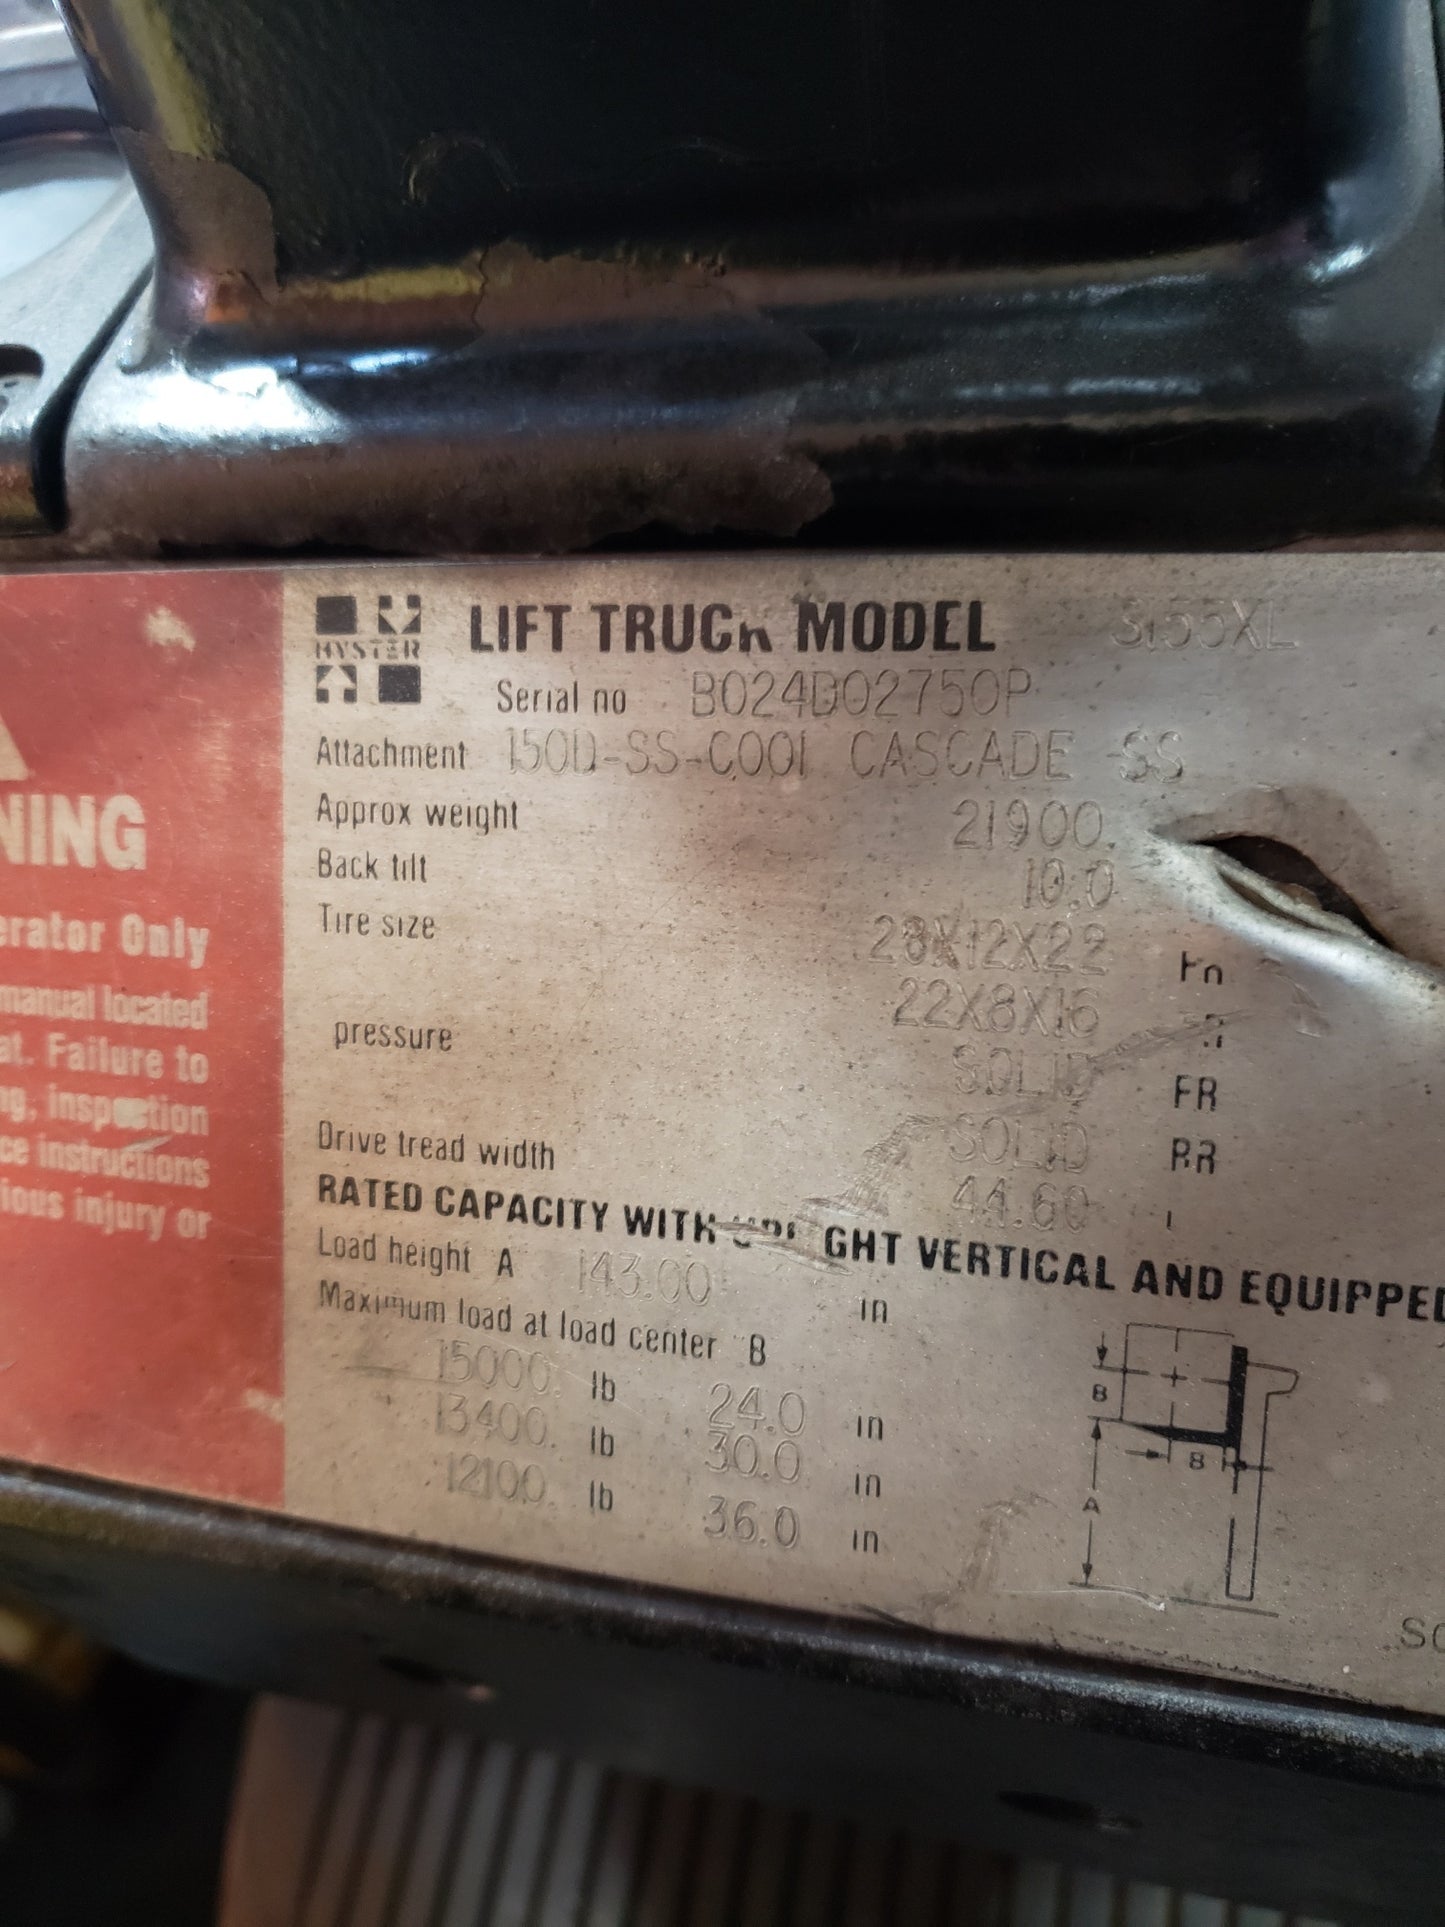 HYSTER
LIFT TRUCK MODEL S155XL
Serial no B024D02750P
Attachment 150D-SS-C001 CASCADE -SS
Approx weight 21900.
Back tilt 10.0
Tire size 28X12X22
22X8X16
pressure SOLID FR
SOLID RR
Drive tread width 44.60
RATED CAPACITY WITH UPRIGHT VERTICAL AND EQUIPPED
Load height A 143.00 in
Maximum load at load center B
15000. lb 24.0 in
13400. lb 30.0 in
12100. lb 36.0 in
B
B
A
NING
erator Only
manual located
at. Failure to
ng, inspection
ce instructions
rious injury or